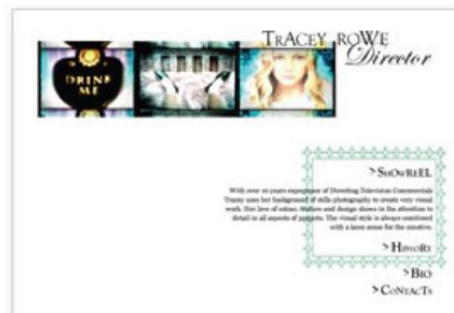 TRACEY ROWE
Director
DRINK
ME
> SHOWREEL
With over 10 years experience of Directing Television Commercials
Tracey uses her background of stills photography to create very visual
work. Her love of colour, texture and design shows in the attention to
detail in all aspects of projects. The visual style is always combined
with a keen sense for the emotive.
> HISTORY
> BIO
> CONTACTS